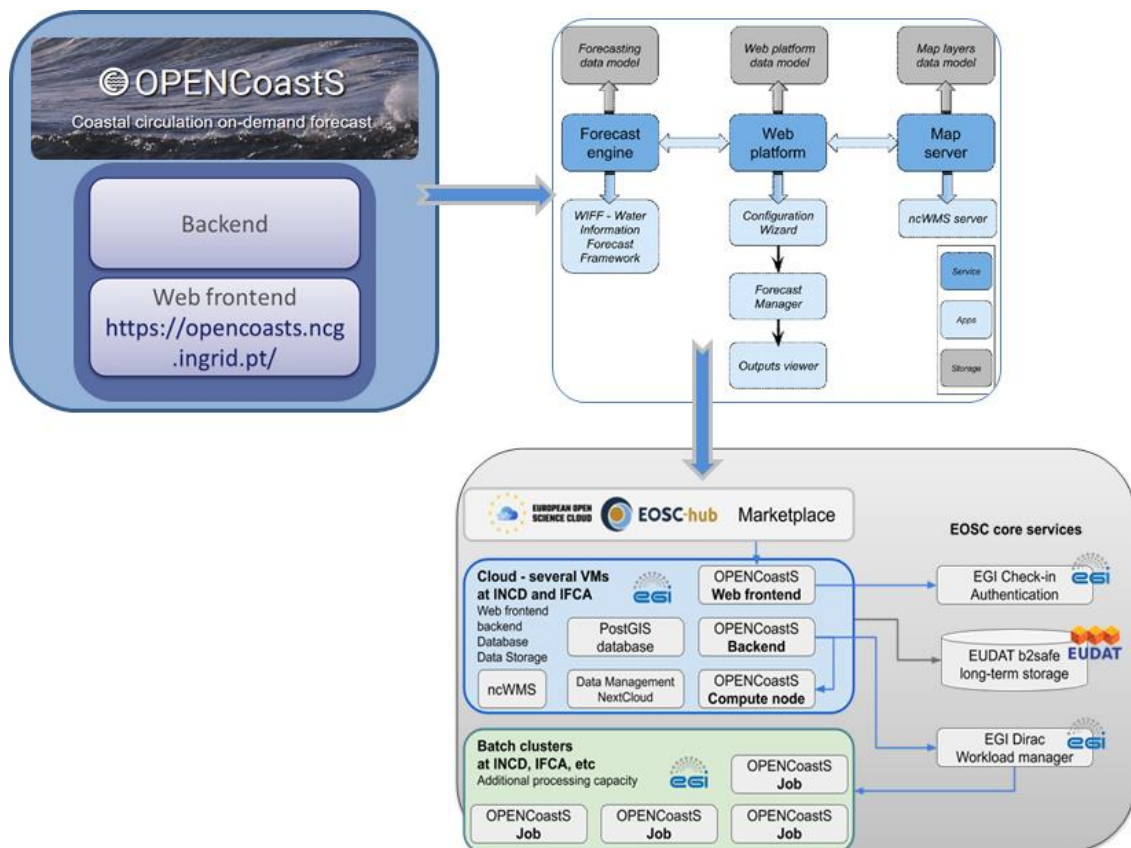 OPENCoastS
Coastal circulation on-demand forecast
Backend
Web frontend
https://opencoasts.ncg
.ingrid.pt/
Forecasting
data model
Web platform
data model
Map layers
data model
Forecast
engine
Web
platform
Map
server
WIFF - Water
Information
Forecast
Framework
Configuration
Wizard
ncWMS server
Forecast
Manager
Outputs viewer
Service
Apps
Storage
EUROPEAN OPEN
SCIENCE CLOUD
EOSC-hub
Marketplace
EOSC core services
Cloud - several VMs
at INCD and IFCA
Web frontend
backend
Database
Data Storage
EGI
OPENCoastS
Web frontend
PostGIS
database
OPENCoastS
Backend
ncWMS
Data Management
NextCloud
OPENCoastS
Compute node
EGI Check-in
Authentication
EGI
EUDAT b2safe
long-term storage
EUDAT
EGI Dirac
Workload manager
EGI
Batch clusters
at INCD, IFCA, etc
Additional processing capacity
EGI
OPENCoastS
Job
OPENCoastS
Job
OPENCoastS
Job
OPENCoastS
Job